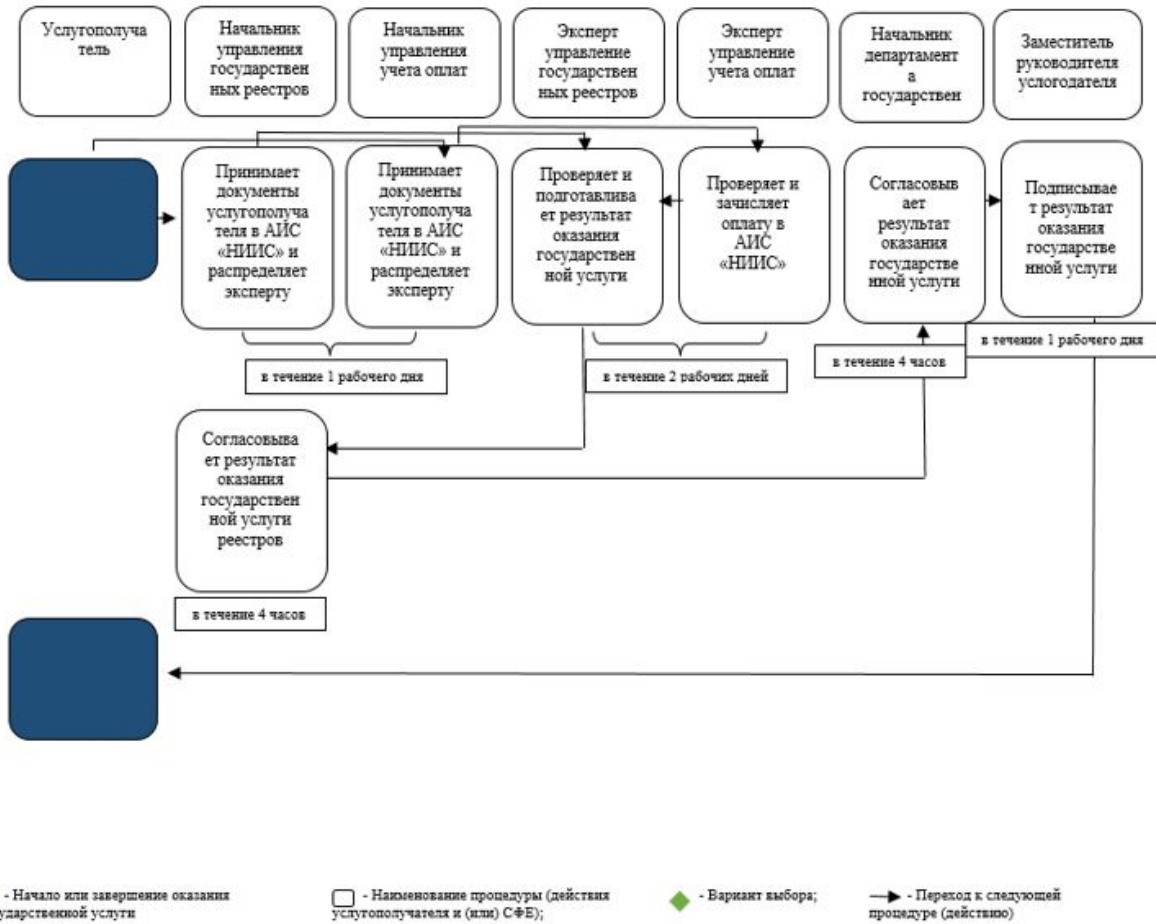 Услугополуча
тель
Начальник
управления
государствен
ных реестров
Начальник
управления
учета оплат
Эксперт
управление
государствен
ных реестров
Эксперт
управление
учета оплат
Начальник
департамент
а
государствен
Заместитель
руководителя
услогодателя
Принимает
документы
услугополуча
теля в АИС
«НИИС» и
распределяет
эксперту
Принимает
документы
услугополуча
теля в АИС
«НИИС» и
распределяет
эксперту
Проверяет и
подготавлива
ет результат
оказания
государствен
ной услуги
Проверяет и
зачисляет
оплату в
АИС
«НИИС»
Согласовыв
ает
результат
оказания
государстве
нной услуги
Подписывае
т результат
оказания
государстве
нной услуги
в течение 1 рабочего дня
в течение 2 рабочих дней
в течение 4 часов
в течение 1 рабочего дня
Согласовыва
ет результат
оказания
государствен
ной услуги
реестров
в течение 4 часов
- Начало или завершение оказания
ударственной услуги
- Наименование процедуры (действия
услугополучателя и (или) СФЕ);
- Вариант выбора;
- Переход к следующей
процедуре (действию)